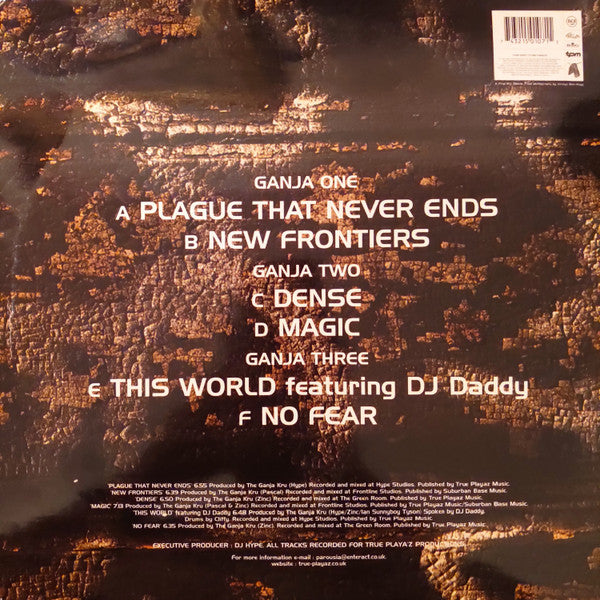 7 43215 01071
tpm
GANJA ONE
A PLAGUE THAT NEVER ENDS
B NEW FRONTIERS
GANJA TWO
C DENSE
D MAGIC
GANJA THREE
E THIS WORLD featuring DJ Daddy
F NO FEAR
'PLAGUE THAT NEVER ENDS' 6.55 Produced by The Ganja Kru (Hype) Recorded and mixed at Hype Studios. Published by True Playaz Music.
'NEW FRONTIERS' 6.39 Produced by The Ganja Kru (Pascal) Recorded and mixed at Frontline Studios. Published by Suburban Base Music.
'DENSE' 6.50 Produced by The Ganja Kru (Zinc) Recorded and mixed at The Green Room. Published by True Playaz Music.
'MAGIC' 7.13 Produced by The Ganja Kru (Pascal & Zinc) Recorded and mixed at Frontline Studios. Published by True Playaz Music/Suburban Base Music.
'THIS WORLD' featuring DJ Daddy 6.48 Produced by The Ganja Kru (Hype/Zinc/Ian Sunnyboy Tyson) Spoken by DJ Daddy.
Drums by Cliffy. Recorded and mixed at Hype Studios. Published by True Playaz Music.
'NO FEAR' 6.35 Produced by The Ganja Kru (Zinc). Recorded and mixed at The Green Room. Published by True Playaz Music.
EXECUTIVE PRODUCER : DJ HYPE. ALL TRACKS RECORDED FOR TRUE PLAYA'Z PRODUCTIONS.
For more information e-mail : parousia@enteract.co.uk.
website : true-playaz.co.uk